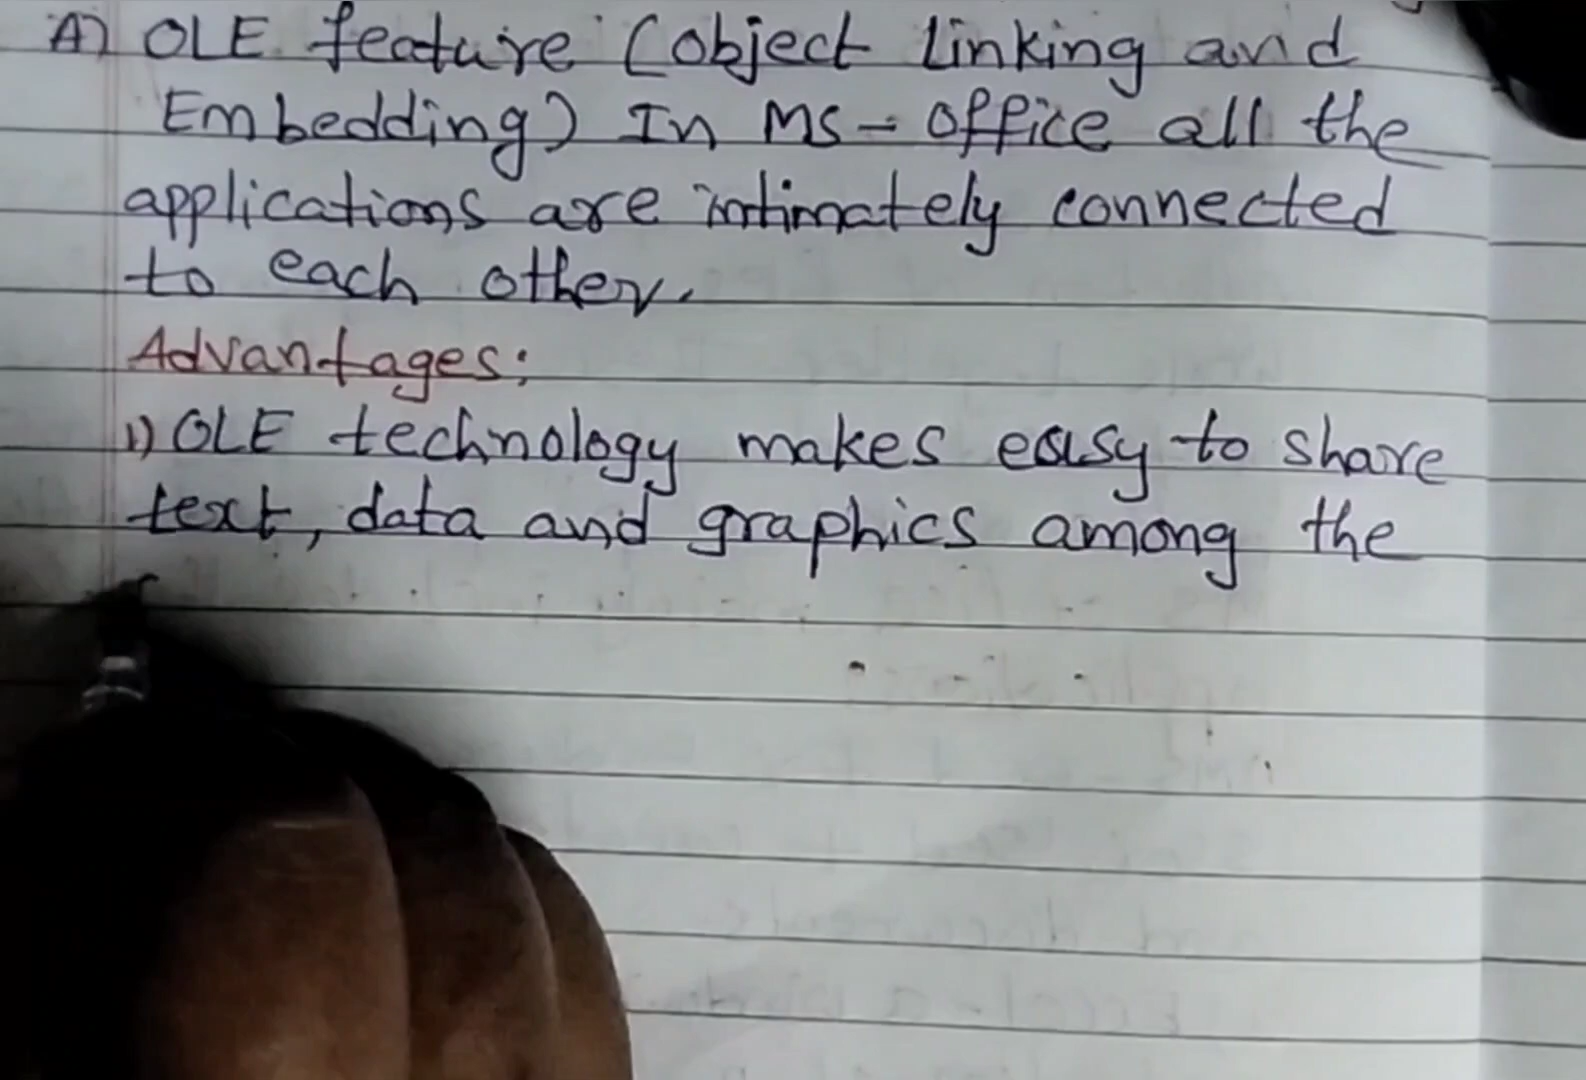 A) OLE feature (object Linking and
Embedding) In MS - Office all the
applications are intimately connected
to each other.
Advantages:
1) OLE technology makes easy to share
text, data and graphics among the